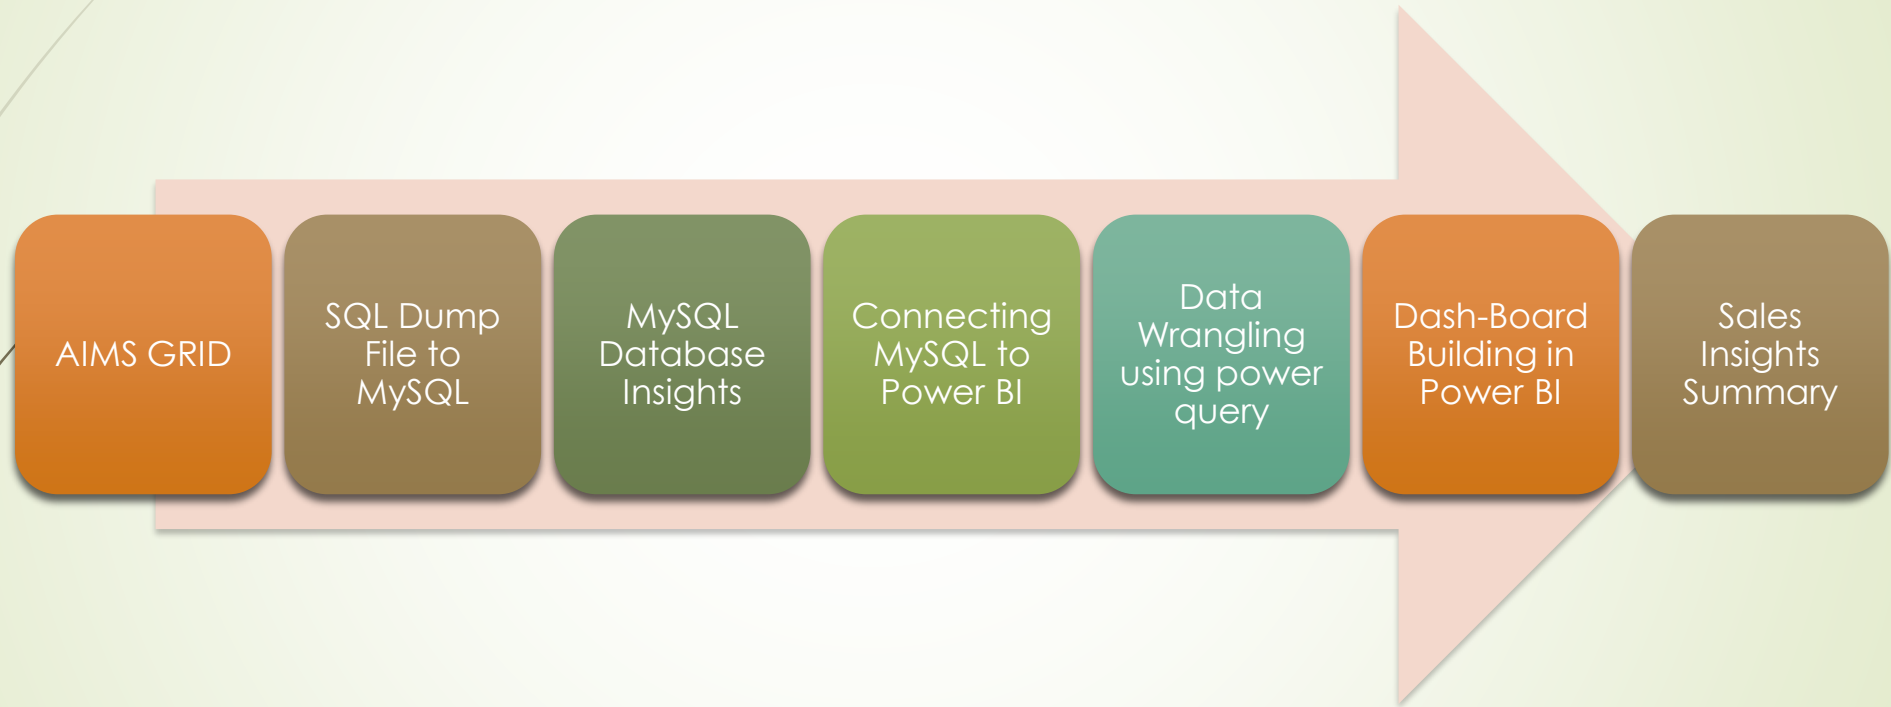 AIMS GRID
SQL Dump
File to
MySQL
MySQL
Database
Insights
Connecting
MySQL to
Power BI
Data
Wrangling
using power
query
Dash-Board
Building in
Power BI
Sales
Insights
Summary